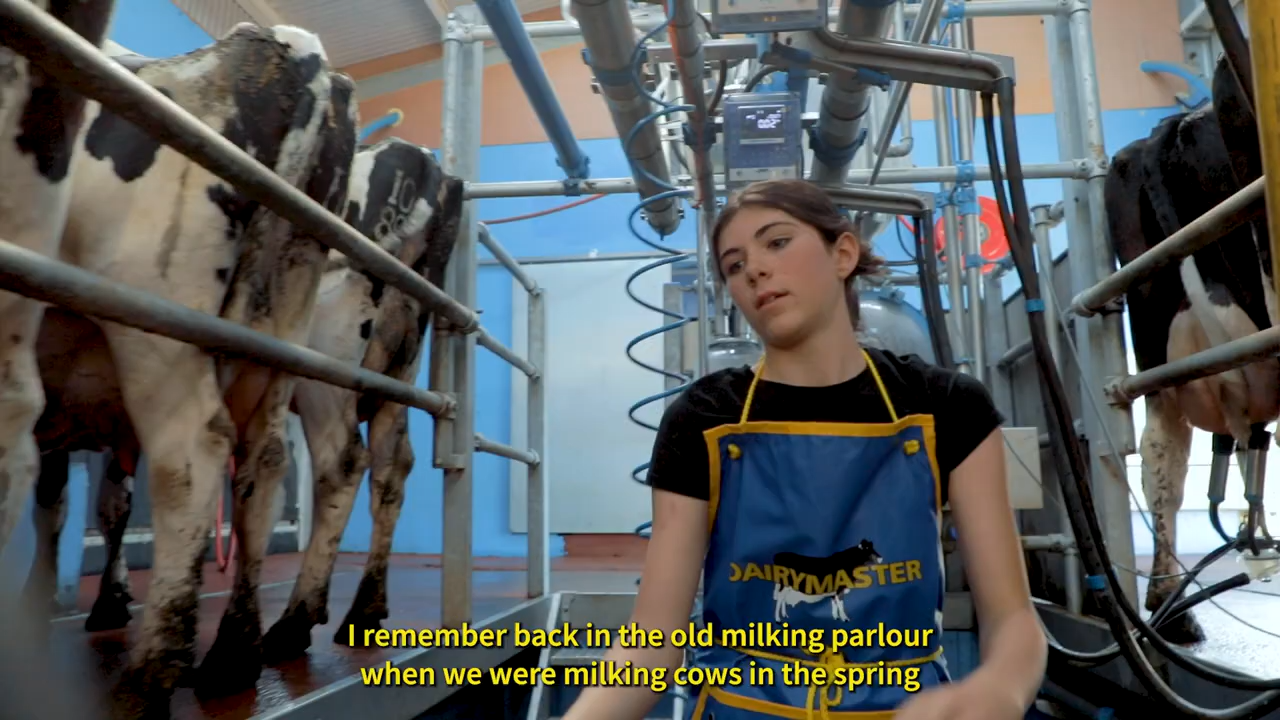 DAIRYMASTER
I remember back in the old milking parlour
when we were milking cows in the spring